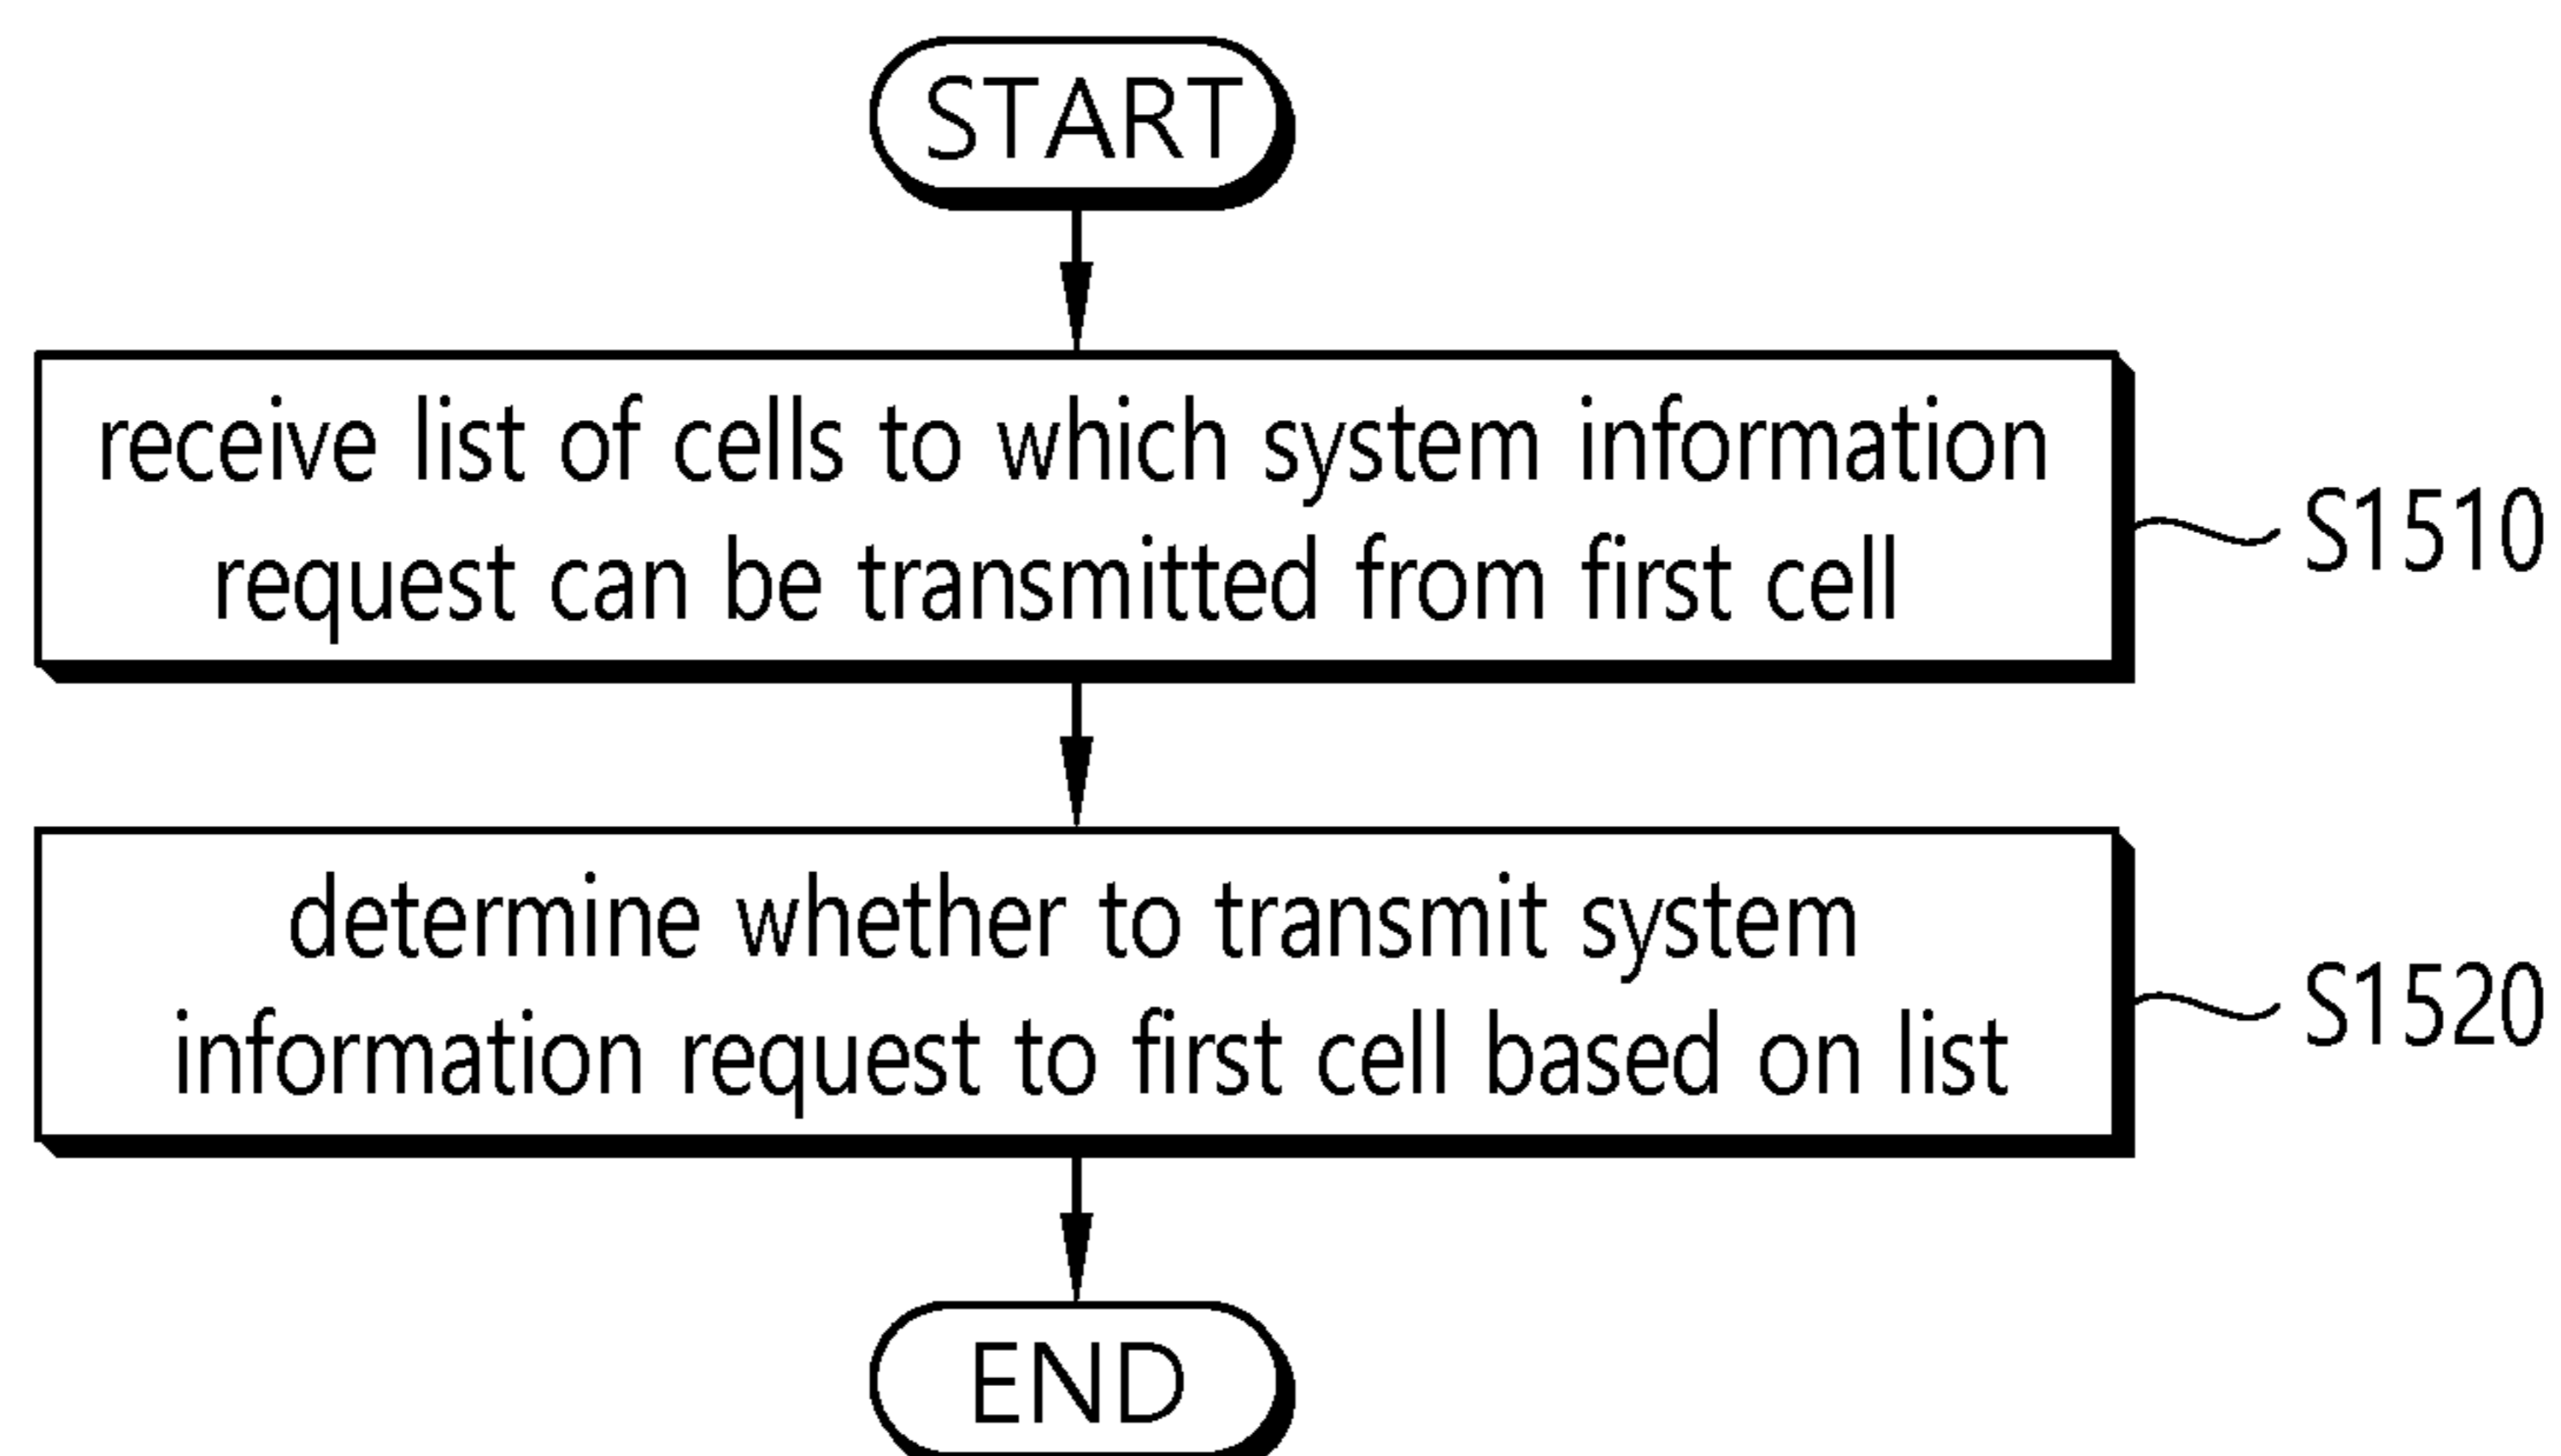 START
receive list of cells to which system information
request can be transmitted from first cell
S1510
determine whether to transmit system
information request to first cell based on list
S1520
END